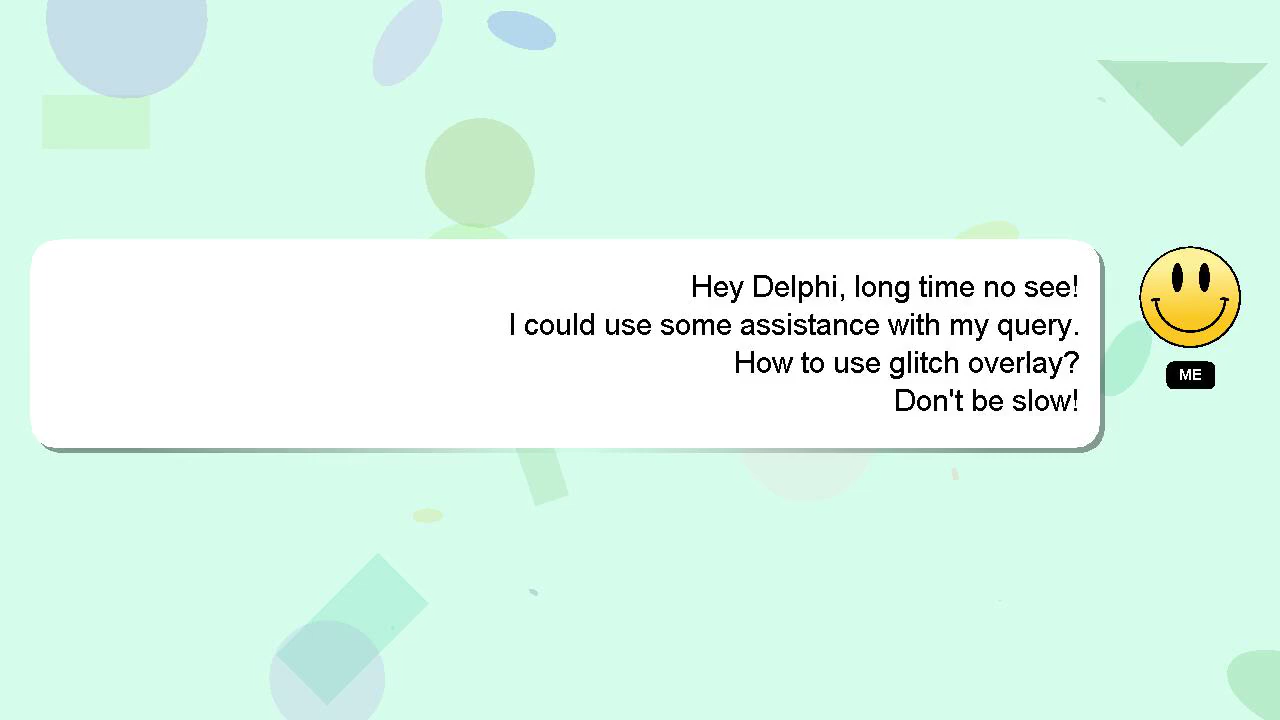 Hey Delphi, long time no see!
I could use some assistance with my query.
How to use glitch overlay?
Don't be slow!
ME